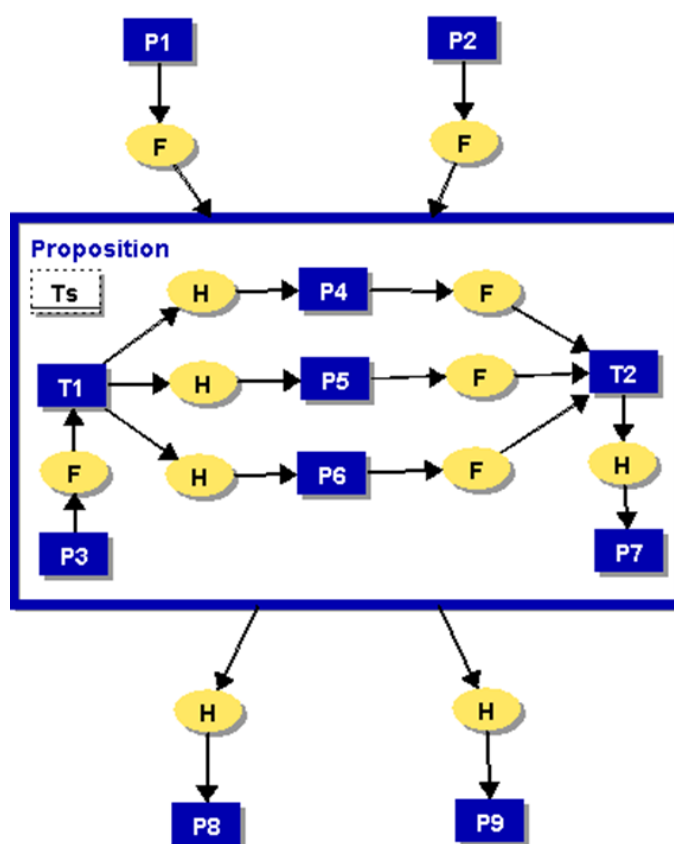 P1 P2
F F
Proposition
Ts
H P4 F
T1 H P5 F T2
H P6 F H
F
P3 P7
H H
P8 P9